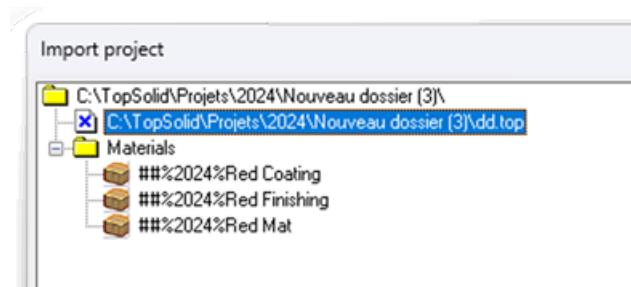 Import project
C:\TopSolid\Projets\2024\Nouveau dossier (3)\
C:\TopSolid\Projets\2024\Nouveau dossier (3)\dd.top
Materials
##%2024%Red Coating
##%2024%Red Finishing
##%2024%Red Mat